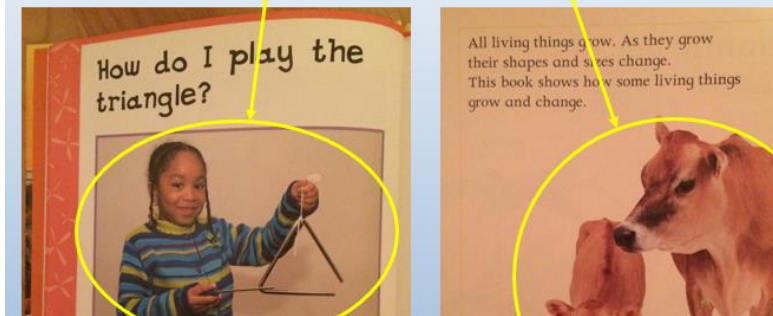 How do I play the
triangle?
All living things grow. As they grow
their shapes and sizes change.
This book shows how some living things
grow and change.